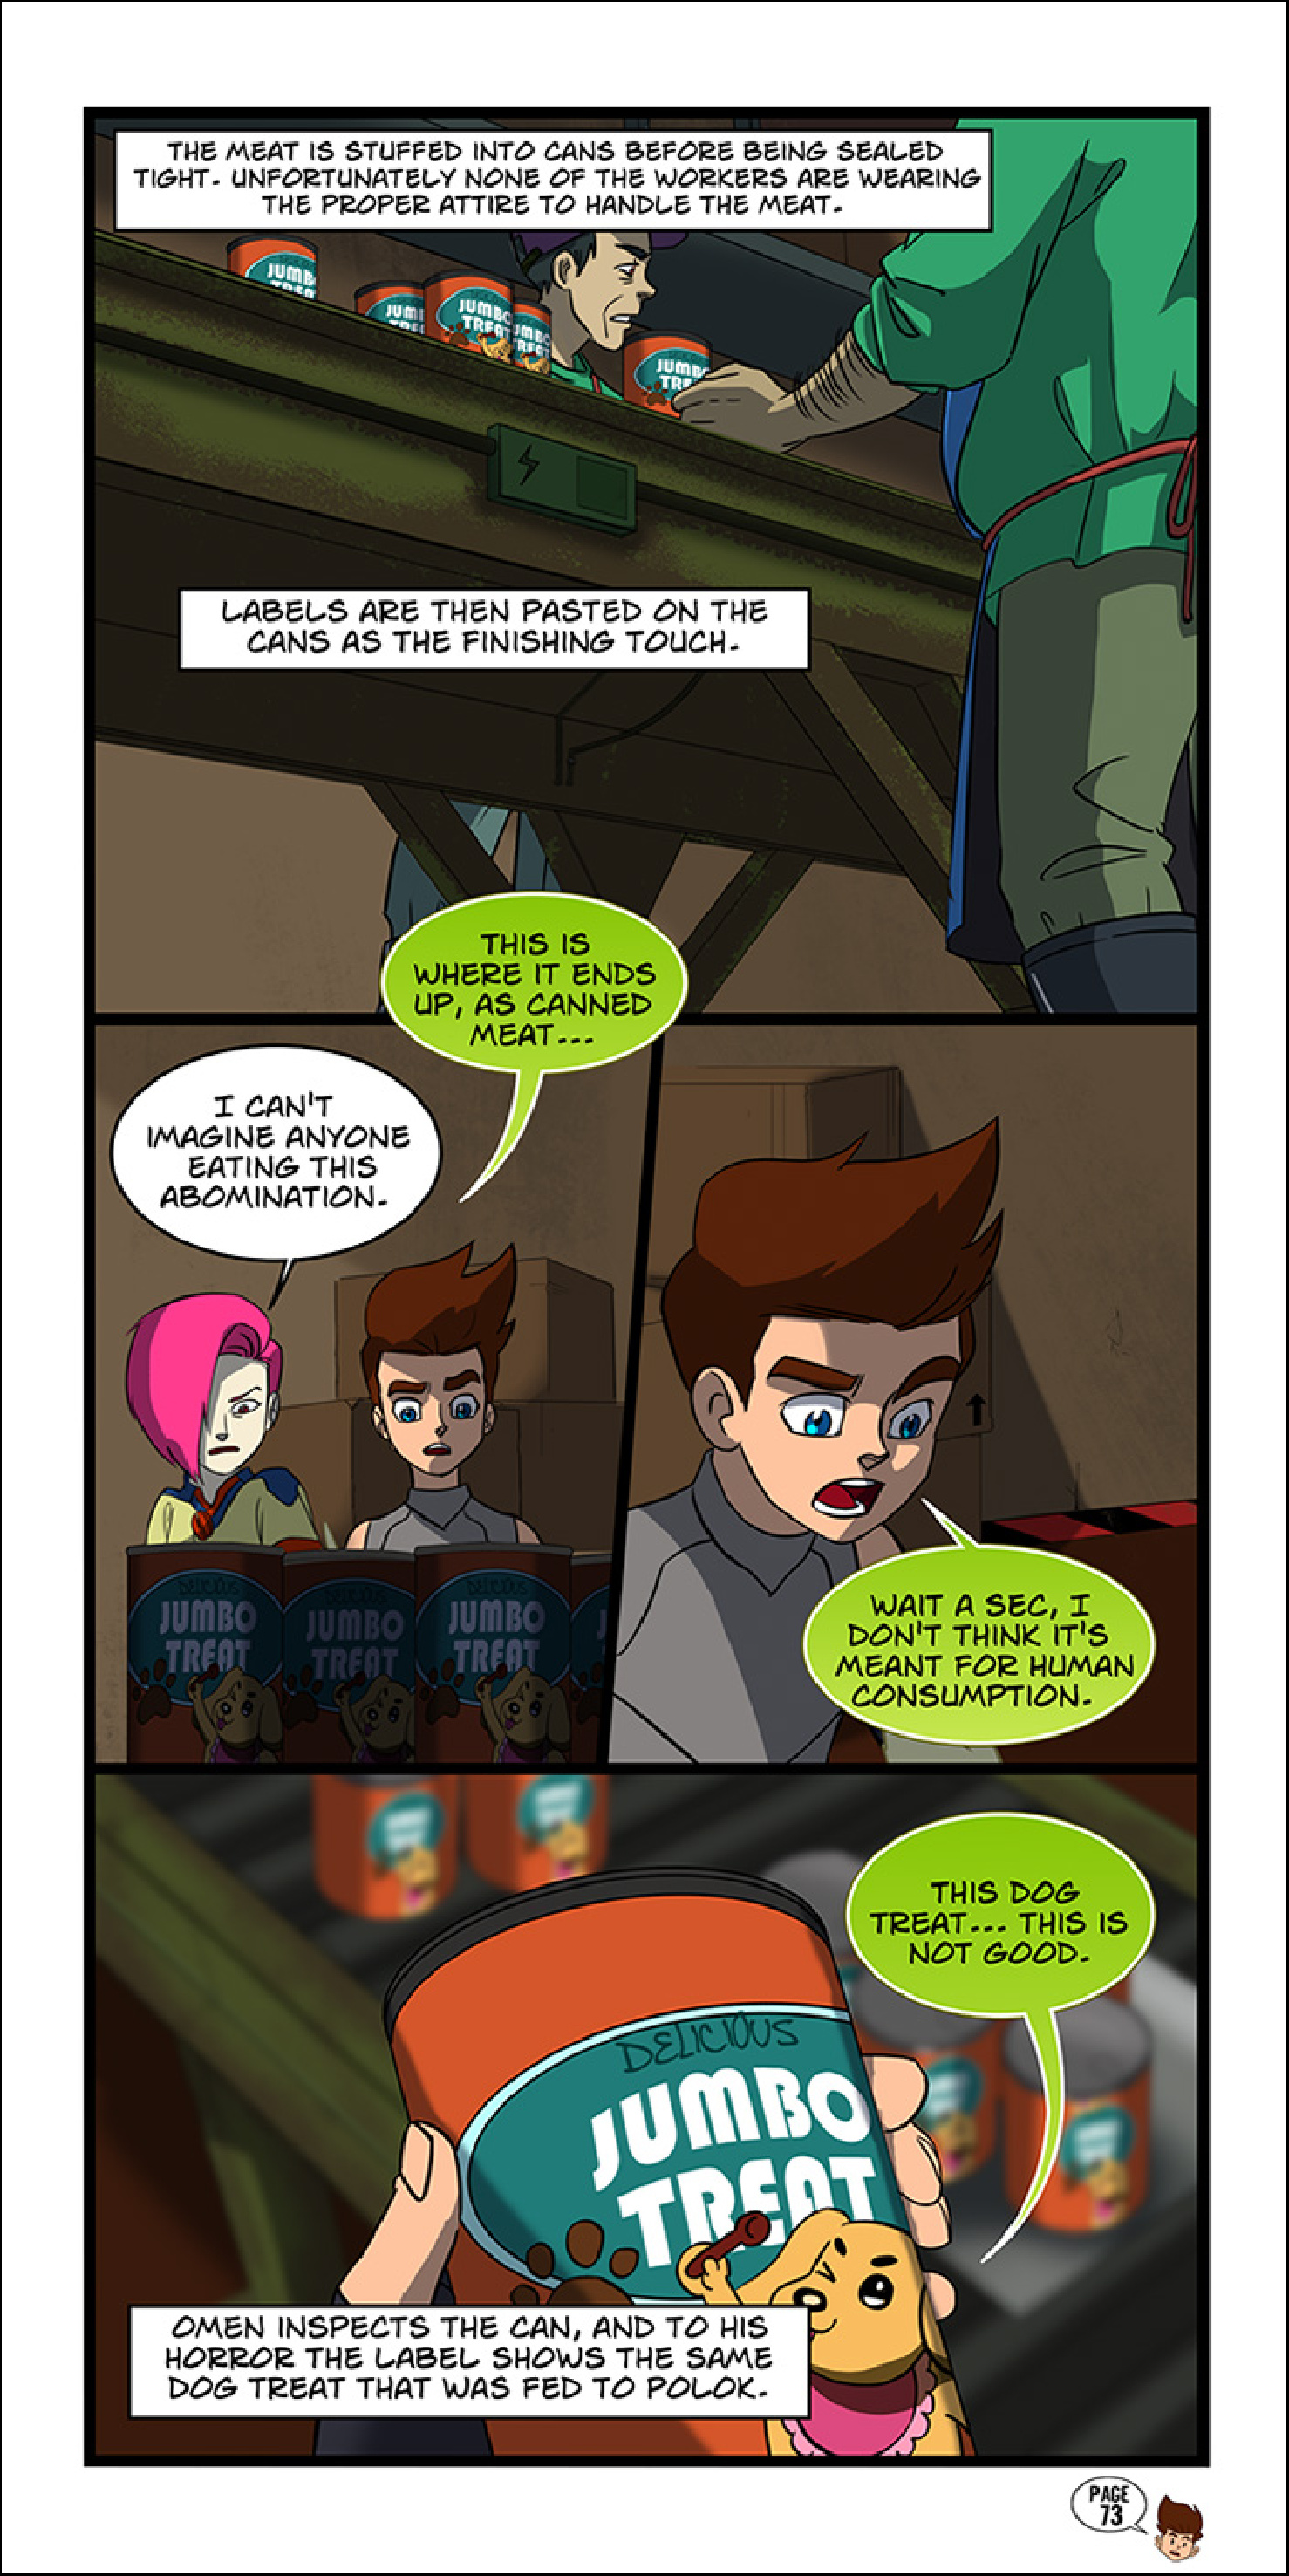 THE MEAT IS STUFFED INTO CANS BEFORE BEING SEALED
TIGHT. UNFORTUNATELY NONE OF THE WORKERS ARE WEARING
THE PROPER ATTIRE TO HANDLE THE MEAT.
JUMB
JUMB
TREAT
JUMB
LABELS ARE THEN PASTED ON THE
CANS AS THE FINISHING TOUCH.
THIS IS
WHERE IT ENDS
UP, AS CANNED
MEAT...
I CAN'T
IMAGINE ANYONE
EATING THIS
ABOMINATION.
DELICIOUS
JUMBO
TREAT
DELICIOUS
JUMBO
TREAT
DELICIOUS
JUMBO
TREAT
WAIT A SEC, I
DON'T THINK IT'S
MEANT FOR HUMAN
CONSUMPTION.
THIS DOG
TREAT... THIS IS
NOT GOOD.
DELICIOUS
JUMBO
TREAT
OMEN INSPECTS THE CAN, AND TO HIS
HORROR THE LABEL SHOWS THE SAME
DOG TREAT THAT WAS FED TO POLOK.
PAGE
73